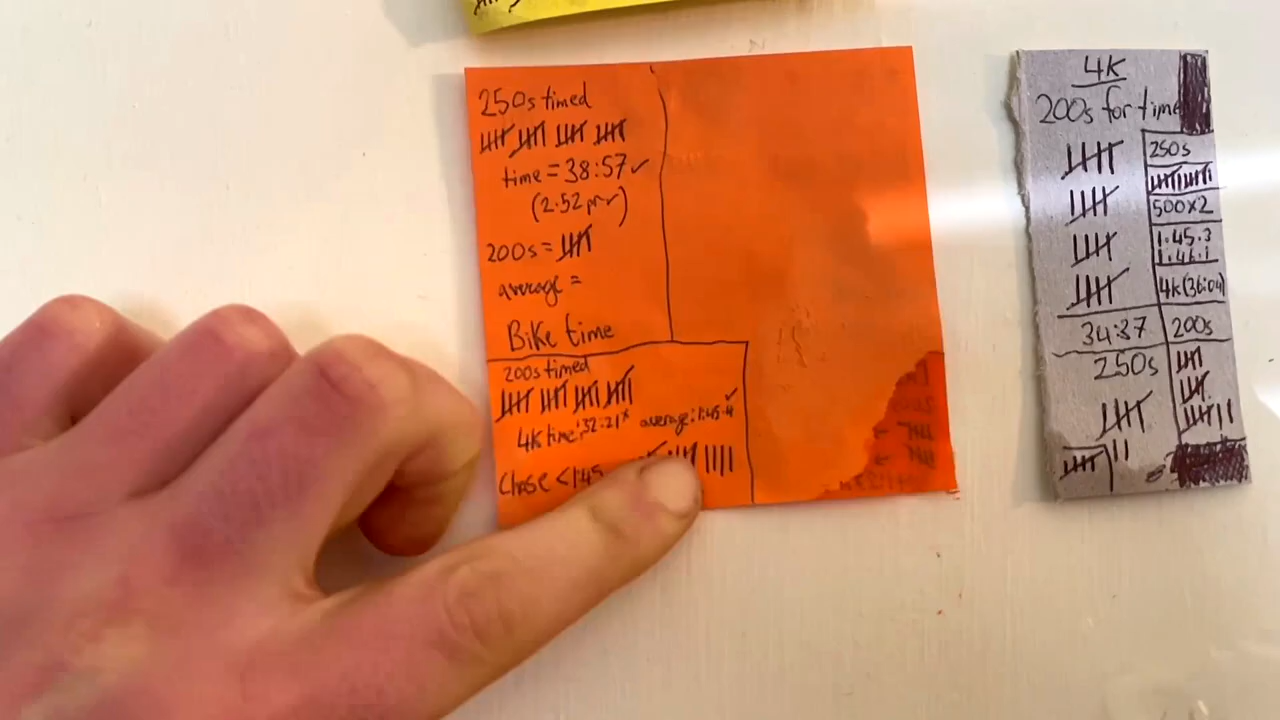 250s timed
time = 38:57 ✓
(2.52 pr ✓)
200s =
average =
Bike time
200s timed
4K time: 32:21* average: 1:45.4 ✓
Chase <1:45
4K
200s for time
250s
500x2
1:45.3
1:46.1
4K (36:04)
34:37
200s
250s